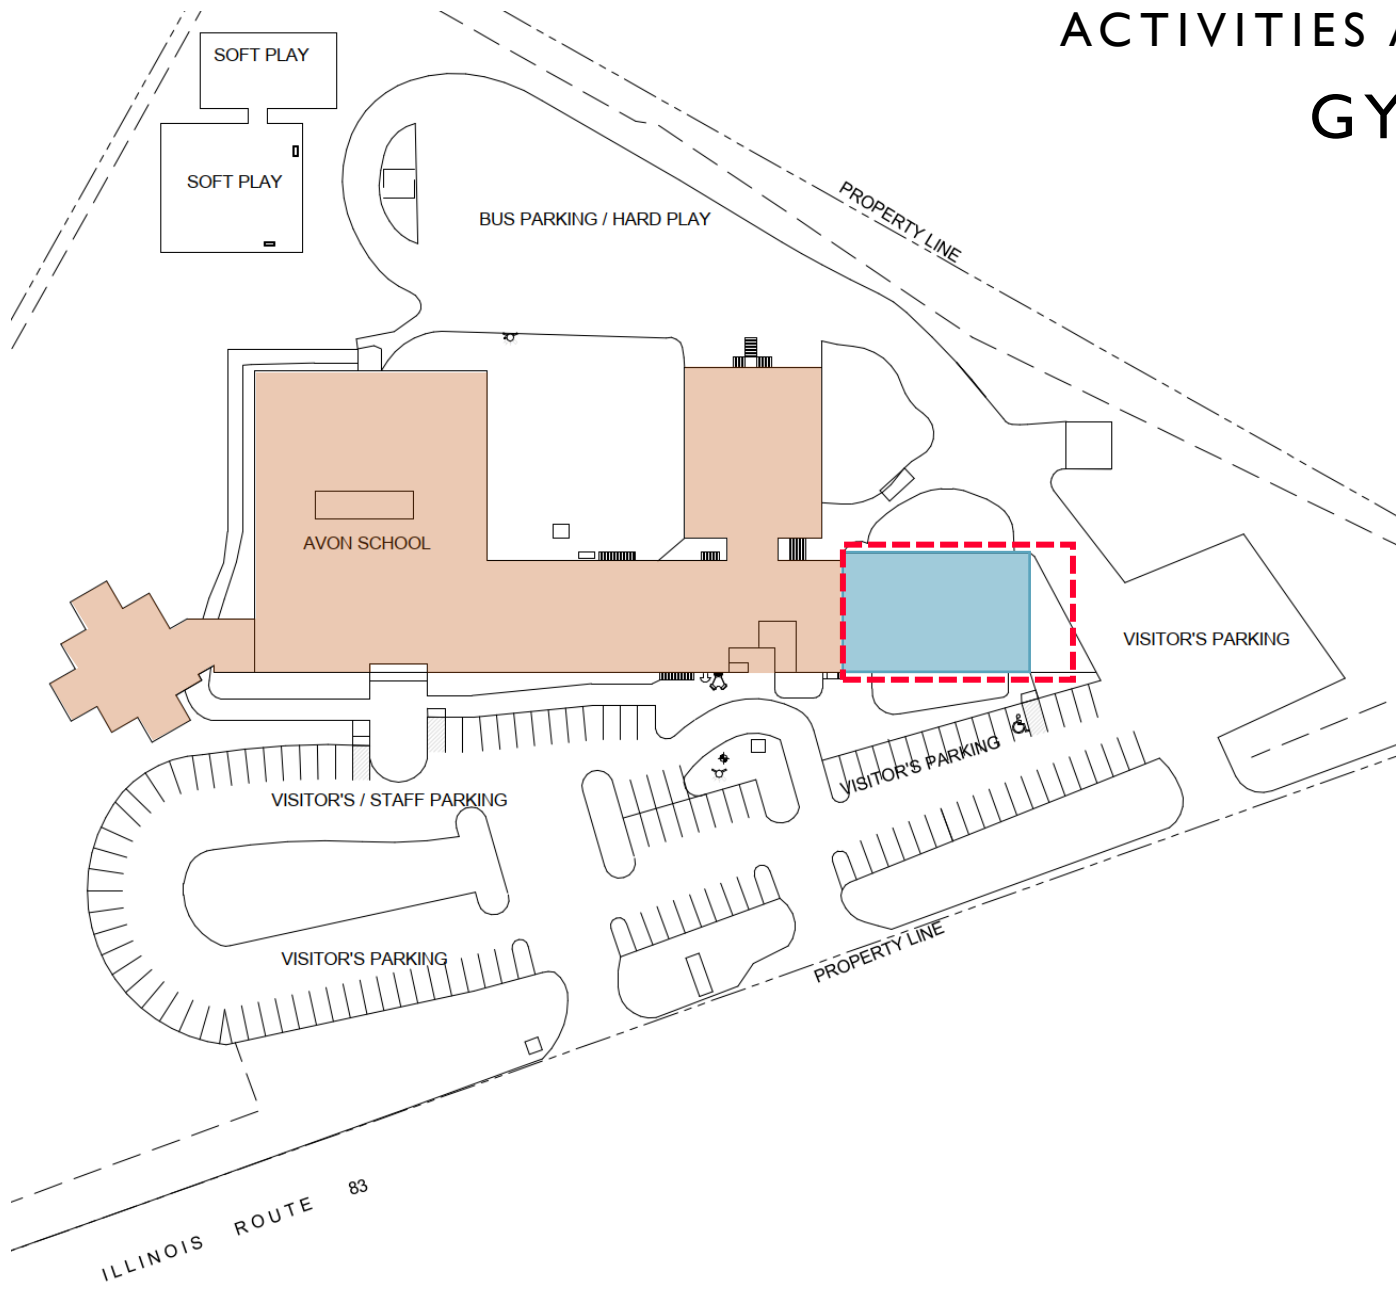 ACTIVITIES A
GY
SOFT PLAY
SOFT PLAY
BUS PARKING / HARD PLAY
PROPERTY LINE
AVON SCHOOL
VISITOR'S PARKING
VISITOR'S PARKING
VISITOR'S / STAFF PARKING
PROPERTY LINE
VISITOR'S PARKING
ILLINOIS ROUTE 83